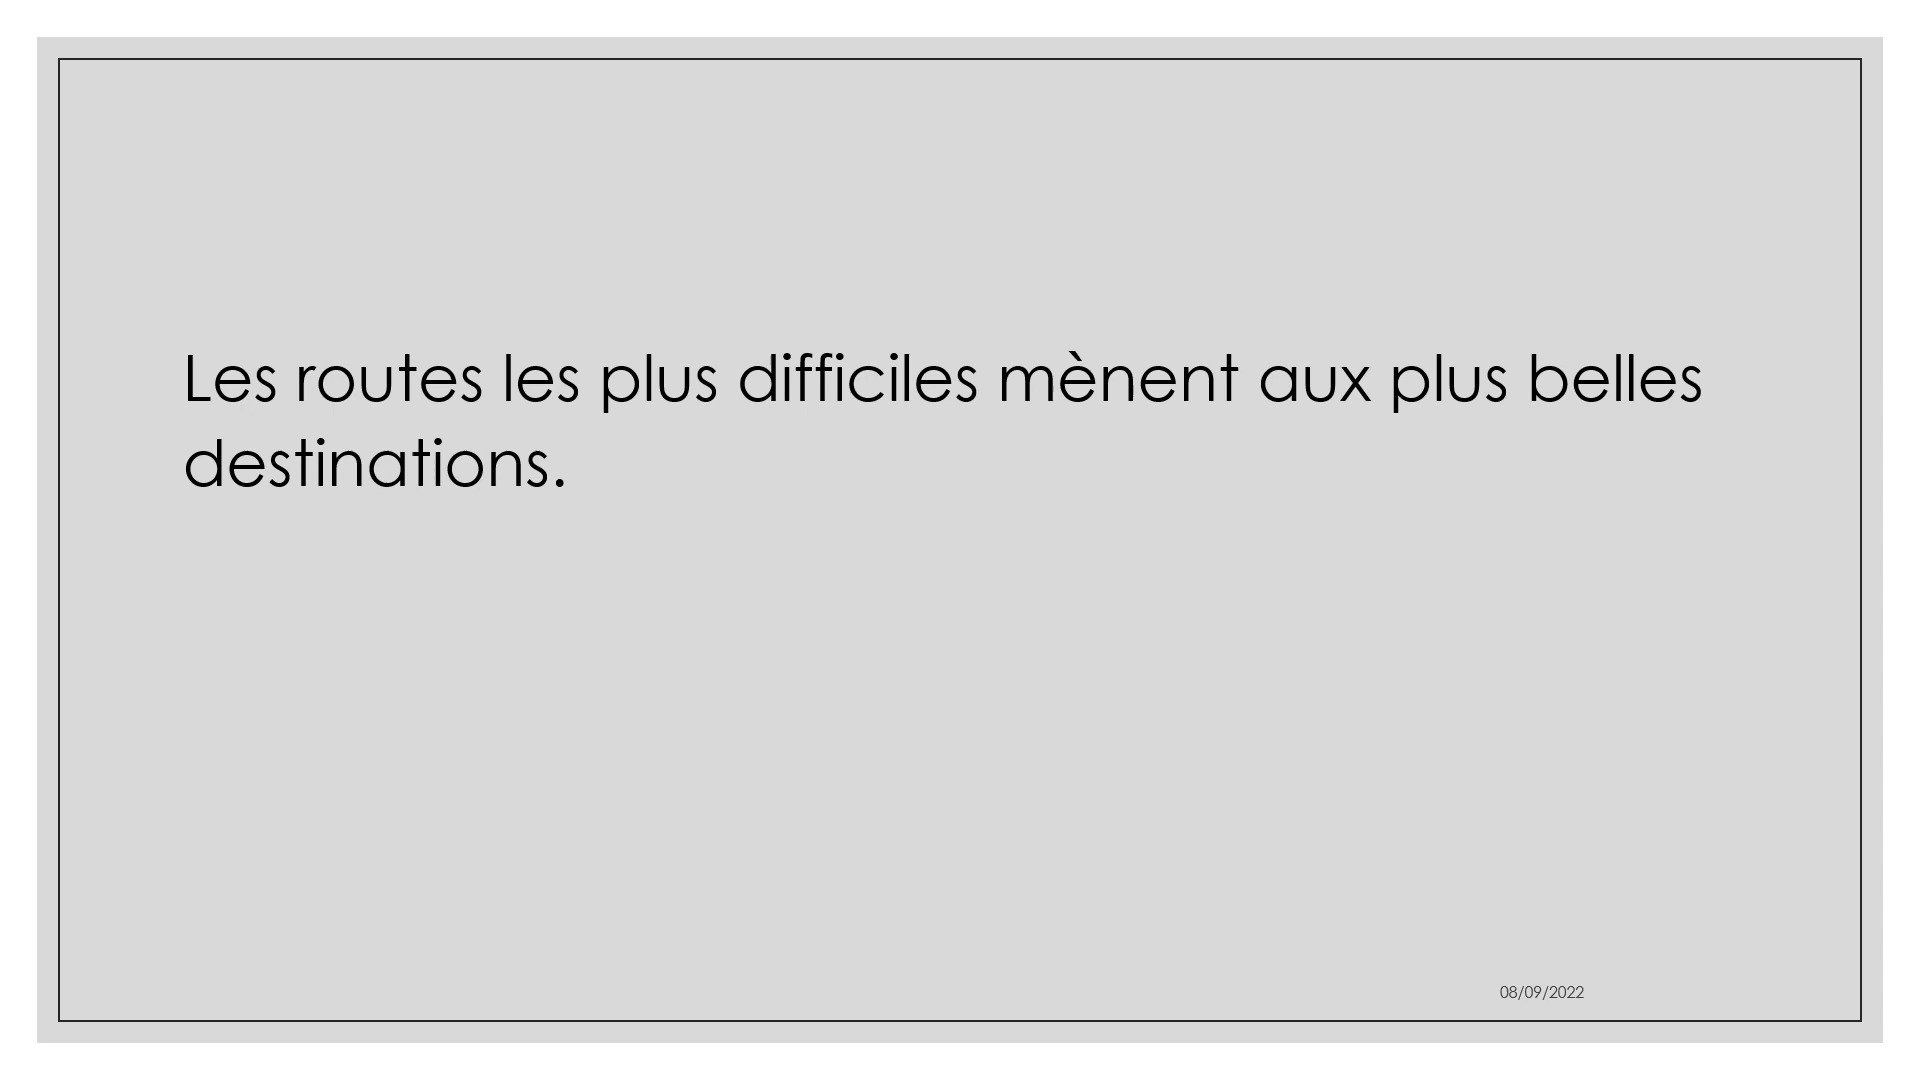 Les routes les plus difficiles mènent aux plus belles
destinations.
08/09/2022